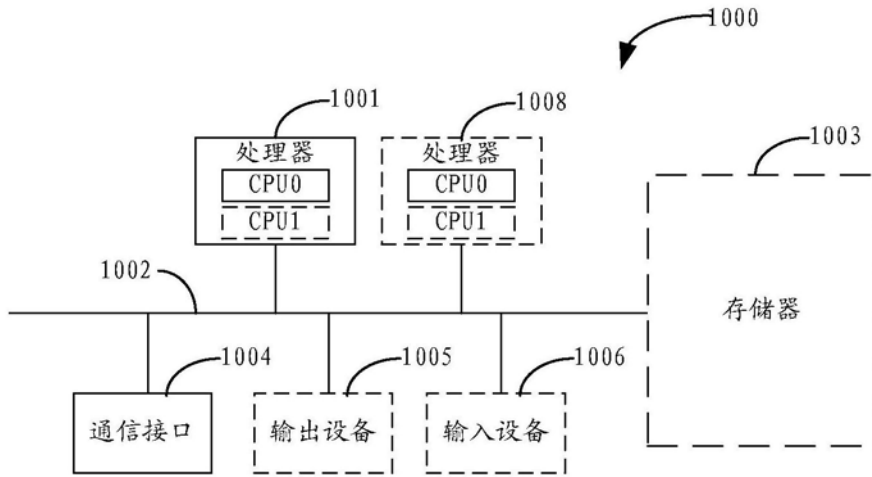 1000
1001
1008
1003
处理器
处理器
CPU0
CPU0
CPU1
CPU1
1002
存储器
1004
1005
1006
通信接口
输出设备
输入设备